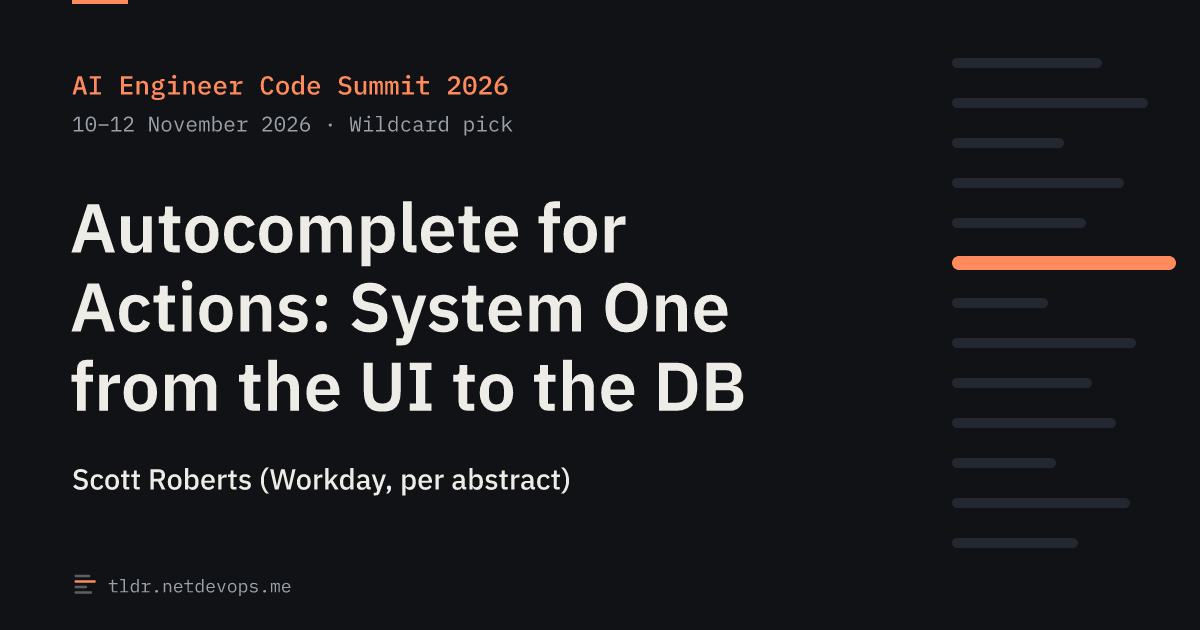 AI Engineer Code Summit 2026
10–12 November 2026 · Wildcard pick
Autocomplete for
Actions: System One
from the UI to the DB
Scott Roberts (Workday, per abstract)
tldr.netdevops.me